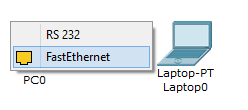 RS 232
FastEthernet
PC0
Laptop-PT
Laptop0